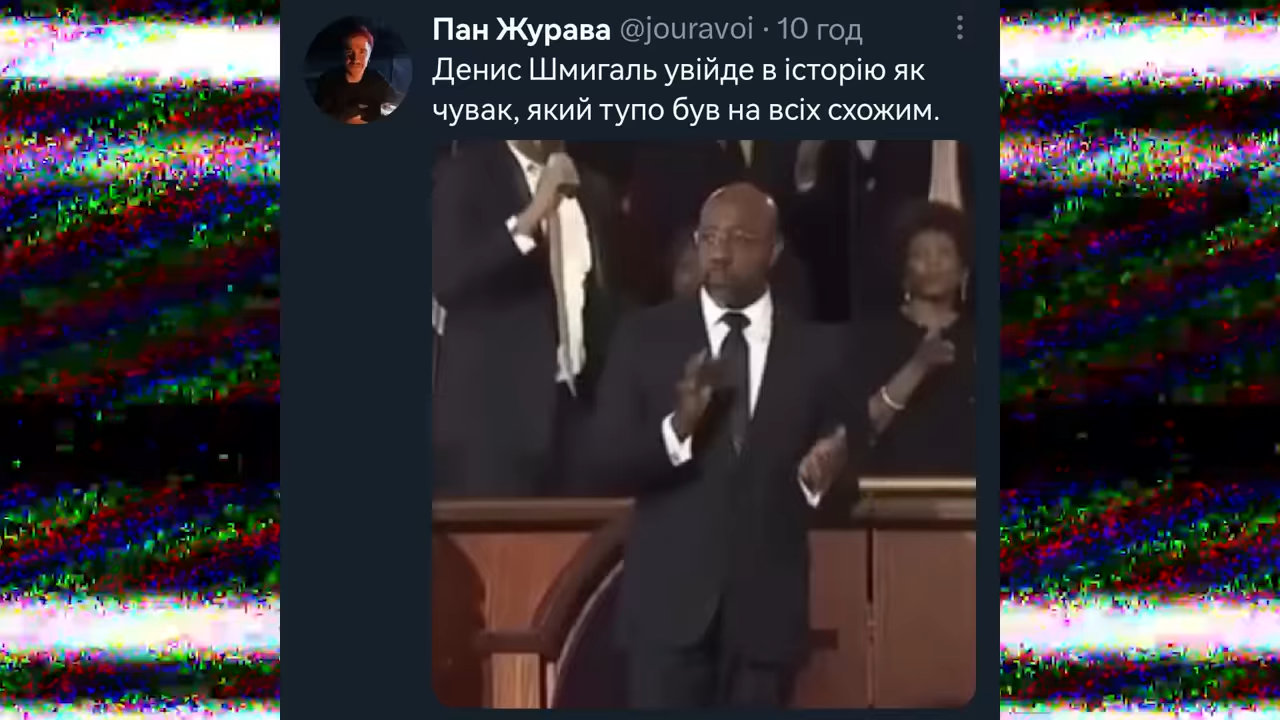 Пан Журава @jouravoi · 10 год
Денис Шмигаль увійде в історію як
чувак, який тупо був на всіх схожим.